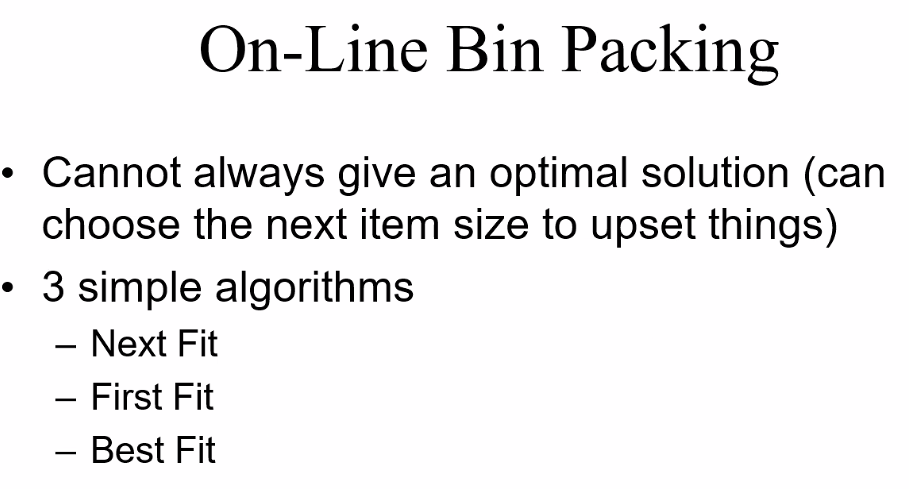 On-Line Bin Packing
• Cannot always give an optimal solution (can
choose the next item size to upset things)
• 3 simple algorithms
– Next Fit
– First Fit
– Best Fit